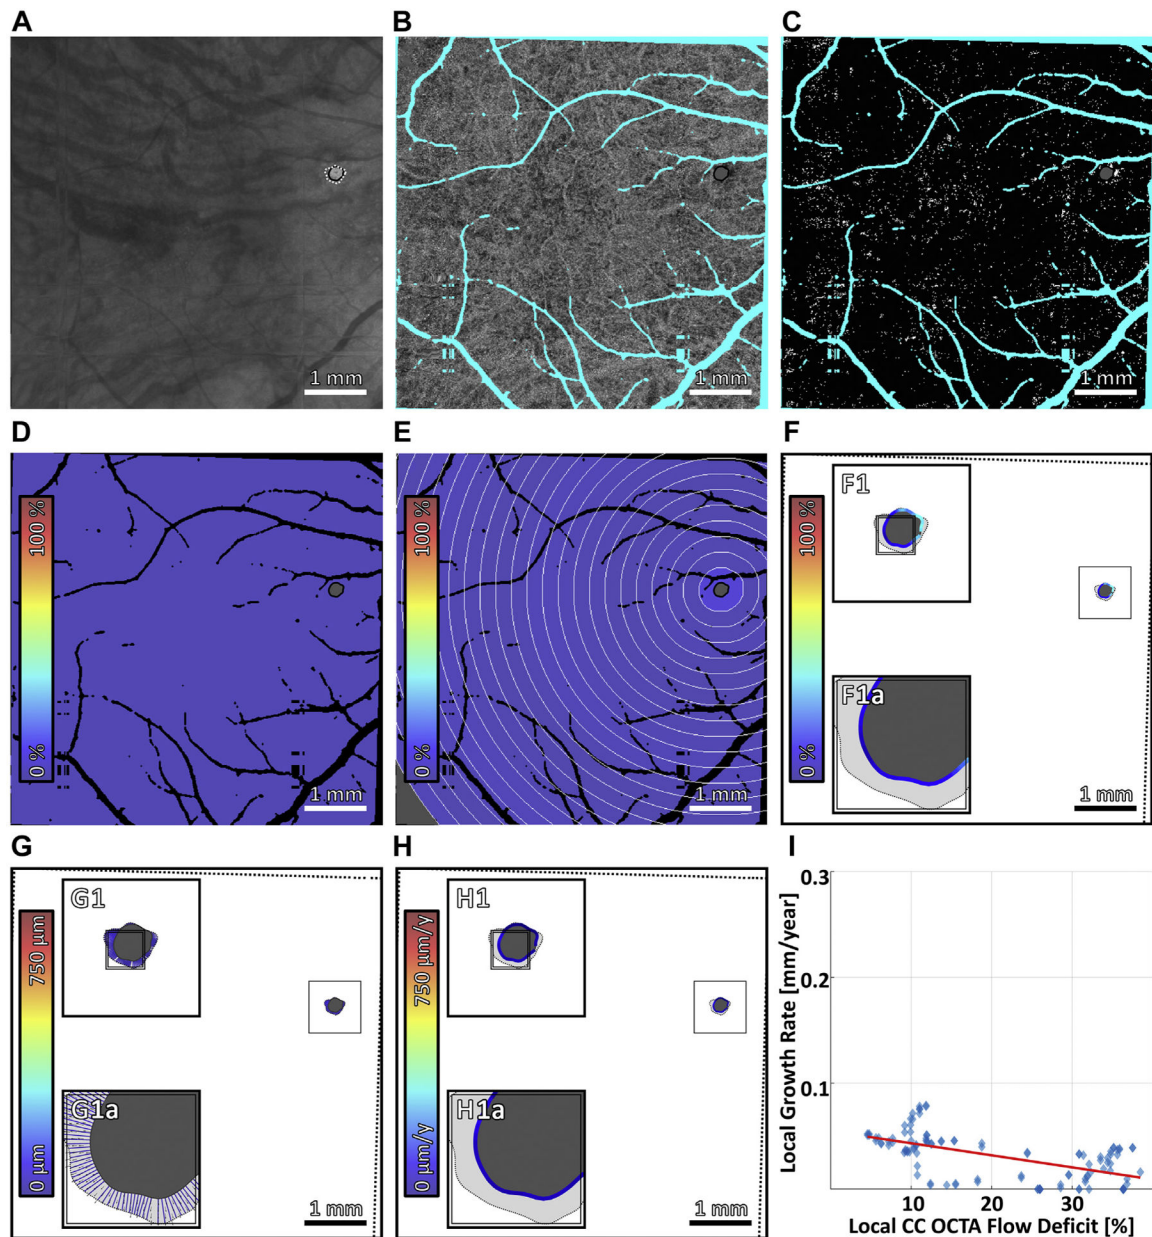 A
B
C
1 mm
1 mm
1 mm
D
E
F
100 %
0 %
1 mm
100 %
0 %
1 mm
100 %
0 %
F1
F1a
1 mm
G
H
I
750 µm
0 µm
G1
G1a
1 mm
750 µm/y
0 µm/y
H1
H1a
1 mm
Local Growth Rate [mm/year]
0.3
0.2
0.1
10 20 30
Local CC OCTA Flow Deficit [%]